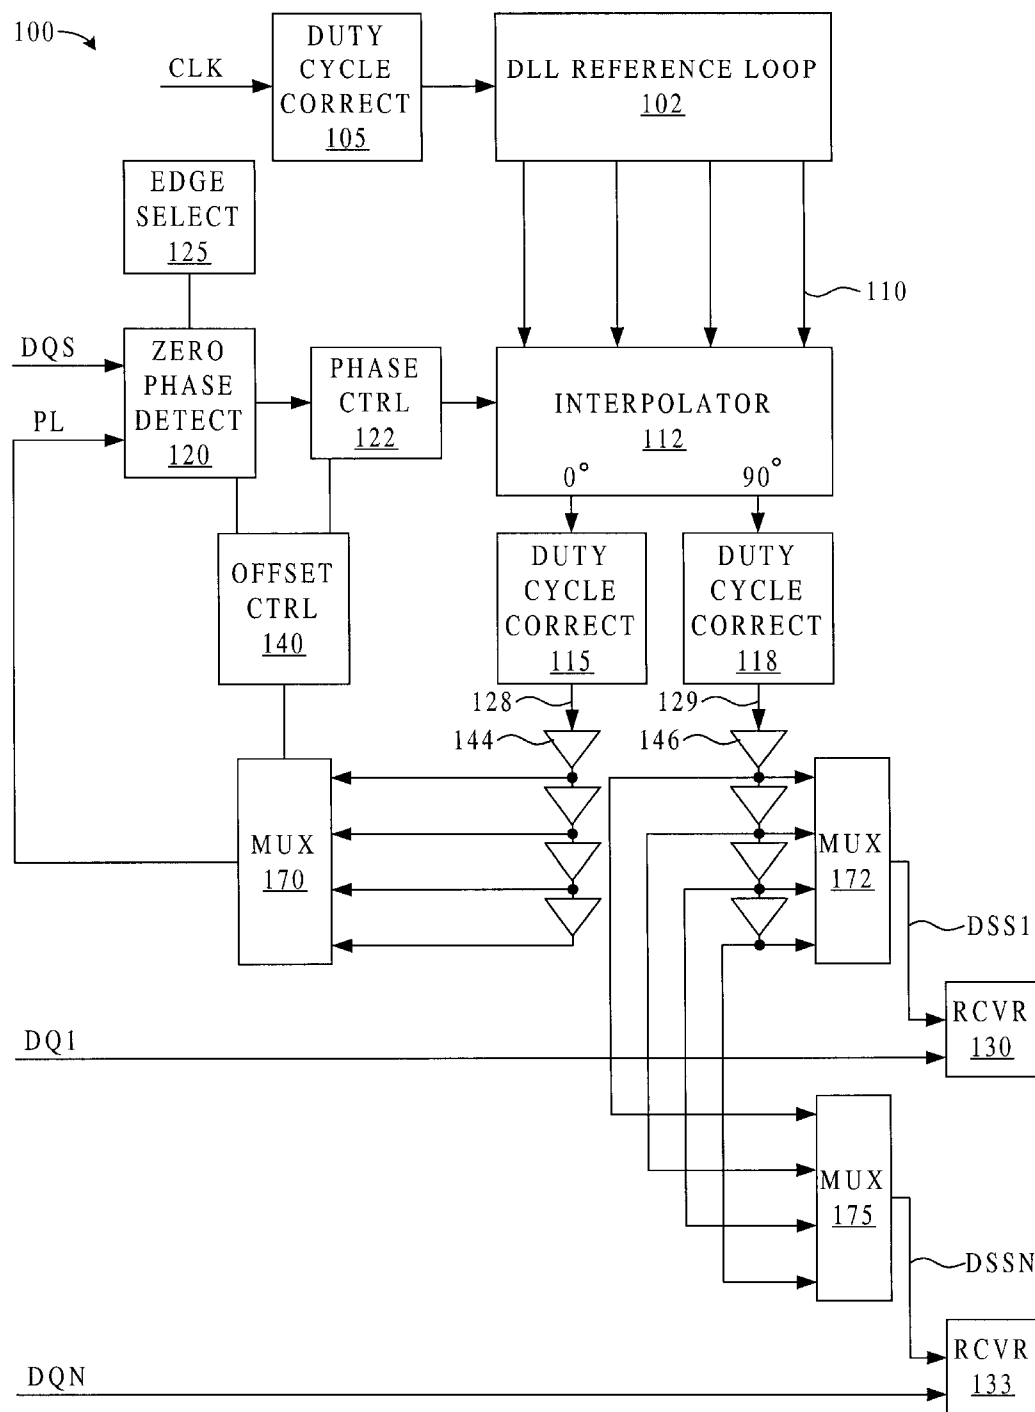 100
CLK
DUTY
CYCLE
CORRECT
105
DLL REFERENCE LOOP
102
EDGE
SELECT
125
110
DQS
PL
ZERO
PHASE
DETECT
120
PHASE
CTRL
122
INTERPOLATOR
112
0°
90°
OFFSET
CTRL
140
DUTY
CYCLE
CORRECT
115
DUTY
CYCLE
CORRECT
118
128
129
144
146
MUX
170
MUX
172
DSS1
DQ1
RCVR
130
MUX
175
DSSN
DQN
RCVR
133